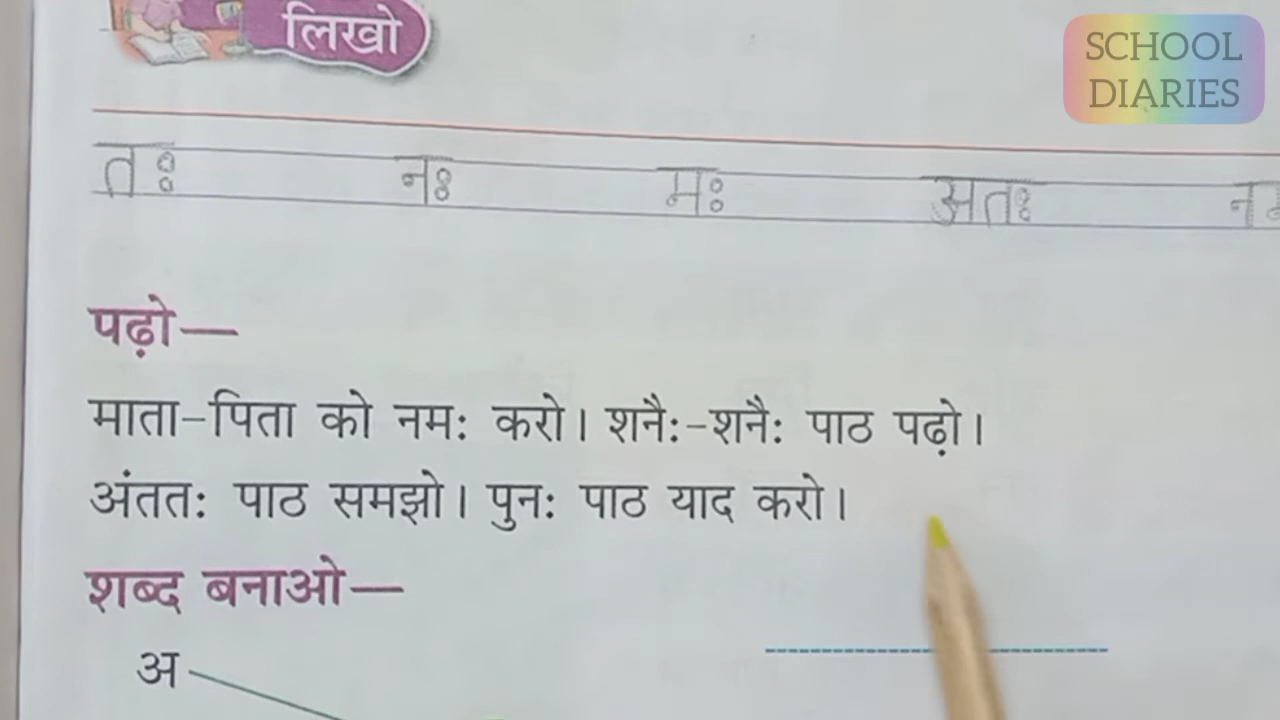 लिखो
SCHOOL
DIARIES
तः नः मः अतः
पढ़ो—
माता-पिता को नमः करो। शनैः-शनैः पाठ पढ़ो।
अंततः पाठ समझो। पुनः पाठ याद करो।
शब्द बनाओ—
अ